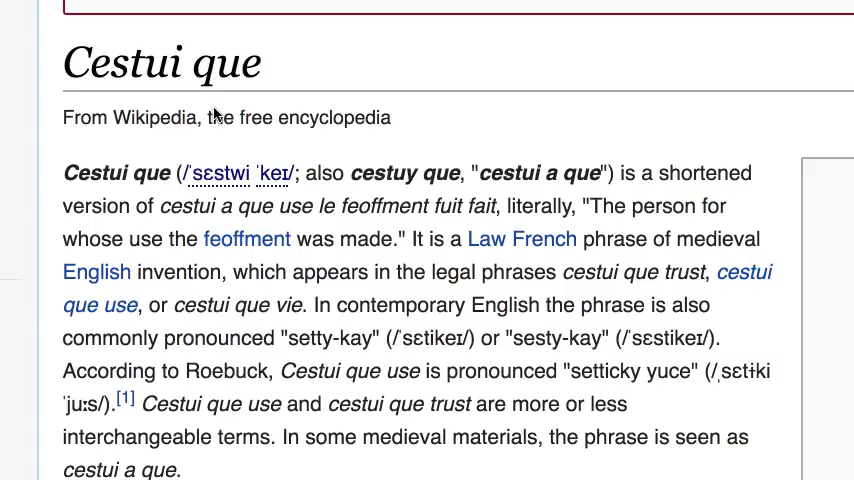 Cestui que
From Wikipedia, the free encyclopedia
Cestui que (/ˈsɛstwi ˈkeɪ/; also cestuy que, "cestui a que") is a shortened
version of cestui a que use le feoffment fuit fait, literally, "The person for
whose use the feoffment was made." It is a Law French phrase of medieval
English invention, which appears in the legal phrases cestui que trust, cestui
que use, or cestui que vie. In contemporary English the phrase is also
commonly pronounced "setty-kay" (/ˈsɛtikeɪ/) or "sesty-kay" (/ˈsɛstikeɪ/).
According to Roebuck, Cestui que use is pronounced "setticky yuce" (/ˌsɛtɨki
ˈjuːs/).[1] Cestui que use and cestui que trust are more or less
interchangeable terms. In some medieval materials, the phrase is seen as
cestui a que.